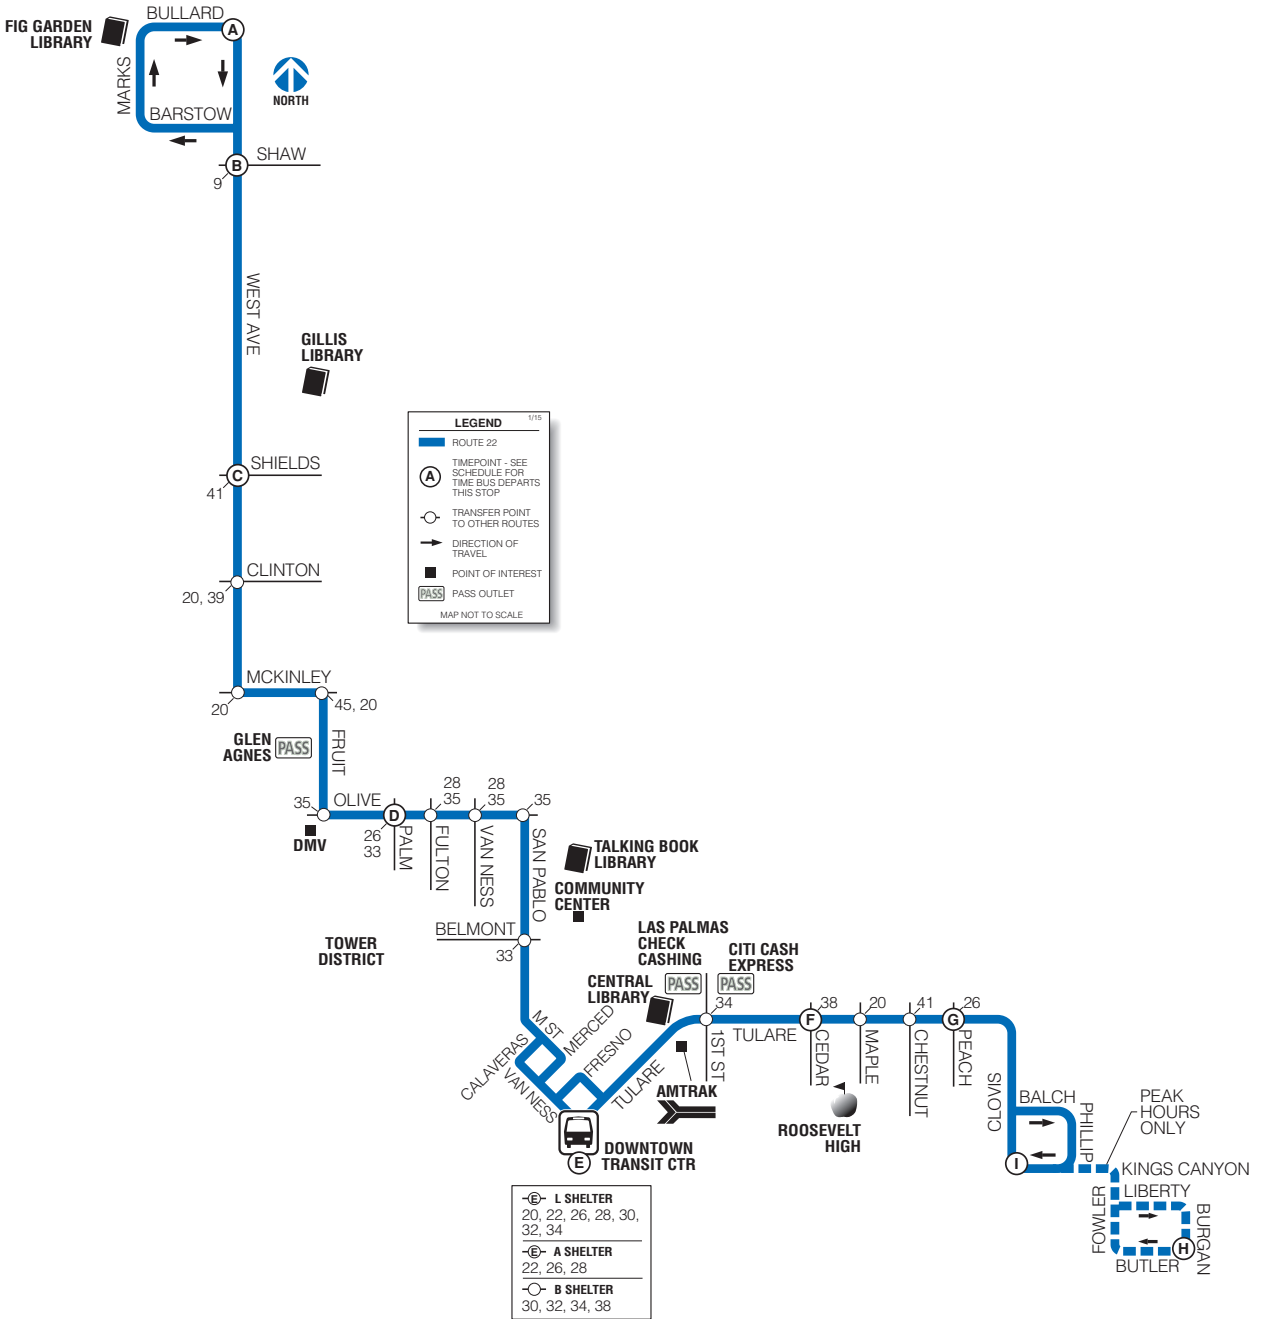 BULLARD
A
FIG GARDEN
LIBRARY
MARKS
NORTH
BARSTOW
SHAW
B
9
WEST AVE
GILLIS
LIBRARY
LEGEND
1/15
ROUTE 22
A
TIMEPOINT - SEE
SCHEDULE FOR
TIME BUS DEPARTS
THIS STOP
TRANSFER POINT
TO OTHER ROUTES
DIRECTION OF
TRAVEL
POINT OF INTEREST
PASS
PASS OUTLET
MAP NOT TO SCALE
SHIELDS
C
41
CLINTON
20, 39
MCKINLEY
20
45, 20
GLEN
AGNES
PASS
FRUIT
35
OLIVE
D
28
35
28
35
35
DMV
26
33
PALM
FULTON
VAN NESS
SAN PABLO
TALKING BOOK
LIBRARY
COMMUNITY
CENTER
BELMONT
33
TOWER
DISTRICT
LAS PALMAS
CHECK
CASHING
PASS
CITI CASH
EXPRESS
PASS
CENTRAL
LIBRARY
M ST
MERCED
FRESNO
CALAVERAS
VAN NESS
TULARE
34
1ST ST
TULARE
38
F
CEDAR
20
MAPLE
41
CHESTNUT
26
G
PEACH
AMTRAK
ROOSEVELT
HIGH
CLOVIS
BALCH
PHILLIP
PEAK
HOURS
ONLY
I
KINGS CANYON
LIBERTY
FOWLER
BURGAN
H
BUTLER
E
DOWNTOWN
TRANSIT CTR
E L SHELTER
20, 22, 26, 28, 30,
32, 34
E A SHELTER
22, 26, 28
B SHELTER
30, 32, 34, 38